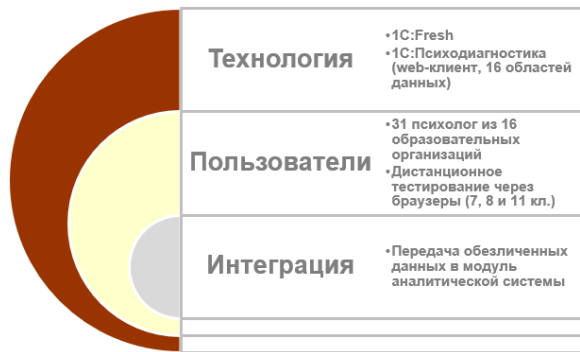 Технология
•1C:Fresh
•1С:Психодиагностика
(web-клиент, 16 областей
данных)
Пользователи
•31 психолог из 16
образовательных
организаций
•Дистанционное
тестирование через
браузеры (7, 8 и 11 кл.)
Интеграция
•Передача обезличенных
данных в модуль
аналитической системы